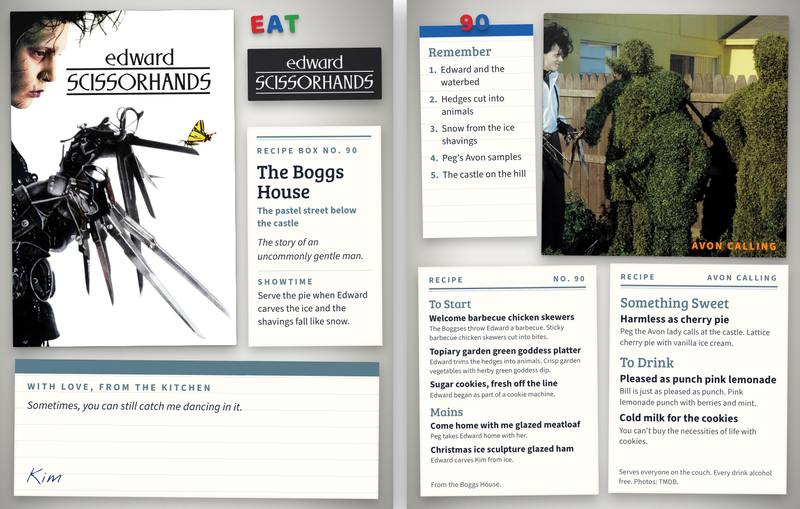 edward
SCISSORHANDS
EAT
edward
SCISSORHANDS
RECIPE BOX NO. 90
The Boggs
House
The pastel street below
the castle
The story of an
uncommonly gentle man.
SHOWTIME
Serve the pie when Edward
carves the ice and the
shavings fall like snow.
WITH LOVE, FROM THE KITCHEN
Sometimes, you can still catch me dancing in it.
Kim
90
Remember
1. Edward and the
waterbed
2. Hedges cut into
animals
3. Snow from the ice
shavings
4. Peg's Avon samples
5. The castle on the hill
AVON CALLING
RECIPE NO. 90
To Start
Welcome barbecue chicken skewers
The Boggses throw Edward a barbecue. Sticky
barbecue chicken skewers cut into bites.
Topiary garden green goddess platter
Edward trims the hedges into animals. Crisp garden
vegetables with herby green goddess dip.
Sugar cookies, fresh off the line
Edward began as part of a cookie machine.
Mains
Come home with me glazed meatloaf
Peg takes Edward home with her.
Christmas ice sculpture glazed ham
Edward carves Kim from ice.
From the Boggs House.
RECIPE AVON CALLING
Something Sweet
Harmless as cherry pie
Peg the Avon lady calls at the castle. Lattice
cherry pie with vanilla ice cream.
To Drink
Pleased as punch pink lemonade
Bill is just as pleased as punch. Pink
lemonade punch with berries and mint.
Cold milk for the cookies
You can't buy the necessities of life with
cookies.
Serves everyone on the couch. Every drink alcohol
free. Photos: TMDB.